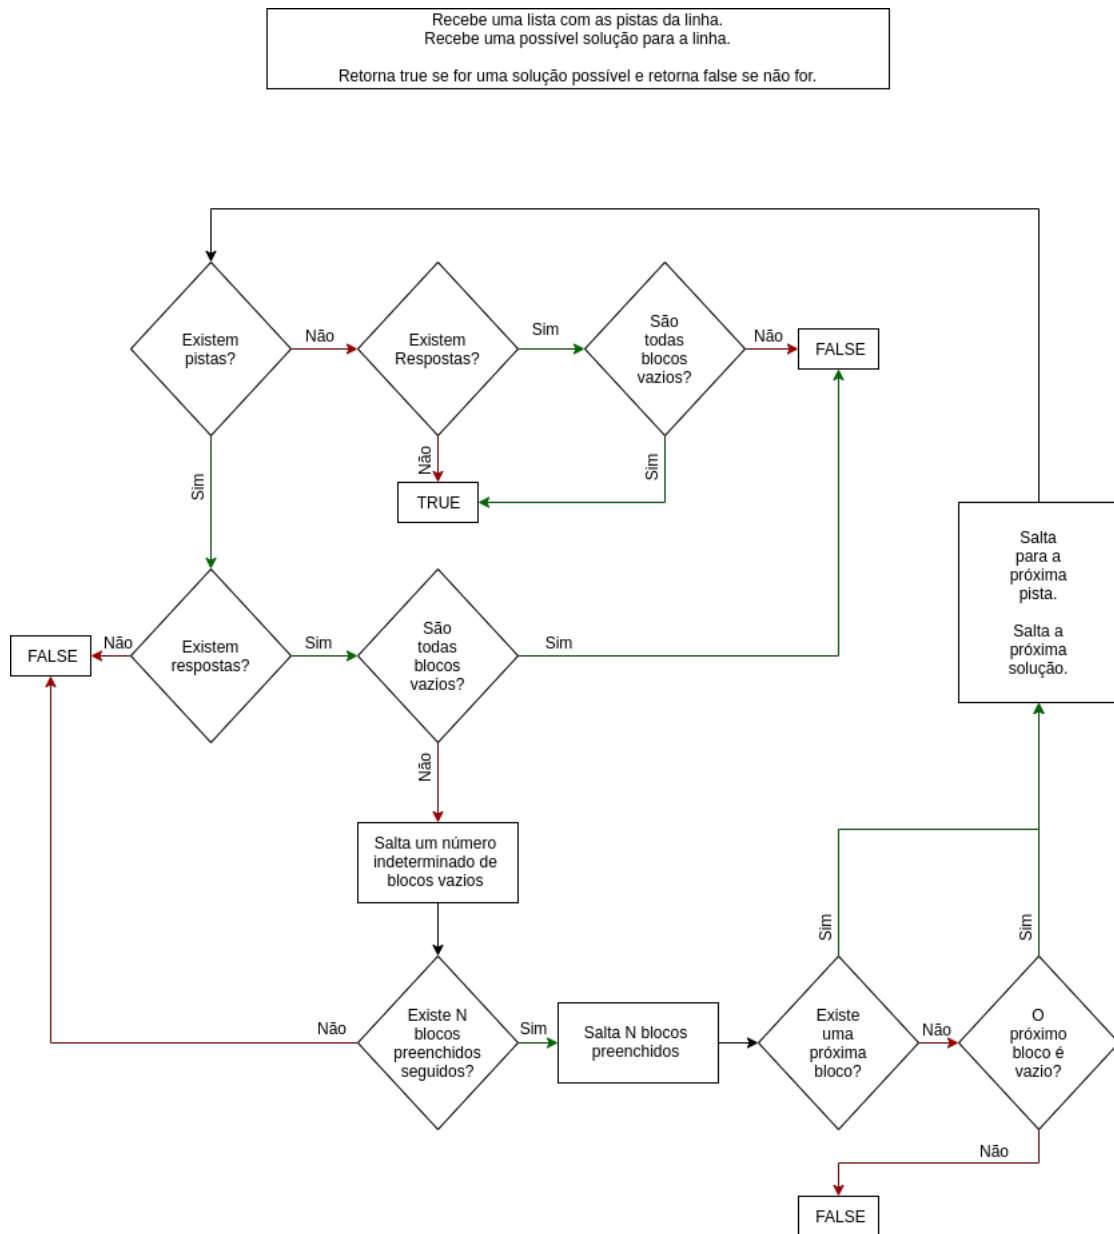 Recebe uma lista com as pistas da linha.
Recebe uma possível solução para a linha.
Retorna true se for uma solução possível e retorna false se não for.
Existem
pistas?
Não
Existem
Respostas?
Sim
São
todas
blocos
vazios?
Não
FALSE
Sim
Não
Sim
TRUE
Salta
para a
próxima
pista.
Salta a
próxima
solução.
FALSE
Não
Existem
respostas?
Sim
São
todas
blocos
vazios?
Sim
Não
Salta um número
indeterminado de
blocos vazios
Sim
Sim
Não
Existe N
blocos
preenchidos
seguidos?
Sim
Salta N blocos
preenchidos
Existe
uma
próxima
bloco?
Não
O
próximo
bloco é
vazio?
Não
FALSE